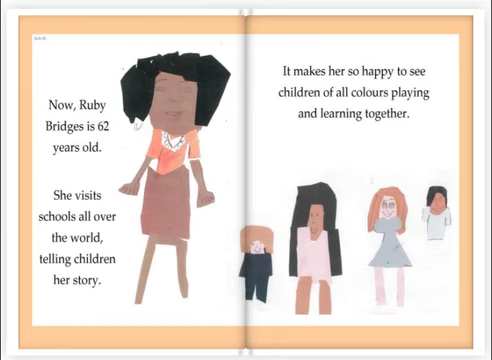 Now, Ruby
Bridges is 62
years old.
She visits
schools all over
the world,
telling children
her story.
It makes her so happy to see
children of all colours playing
and learning together.